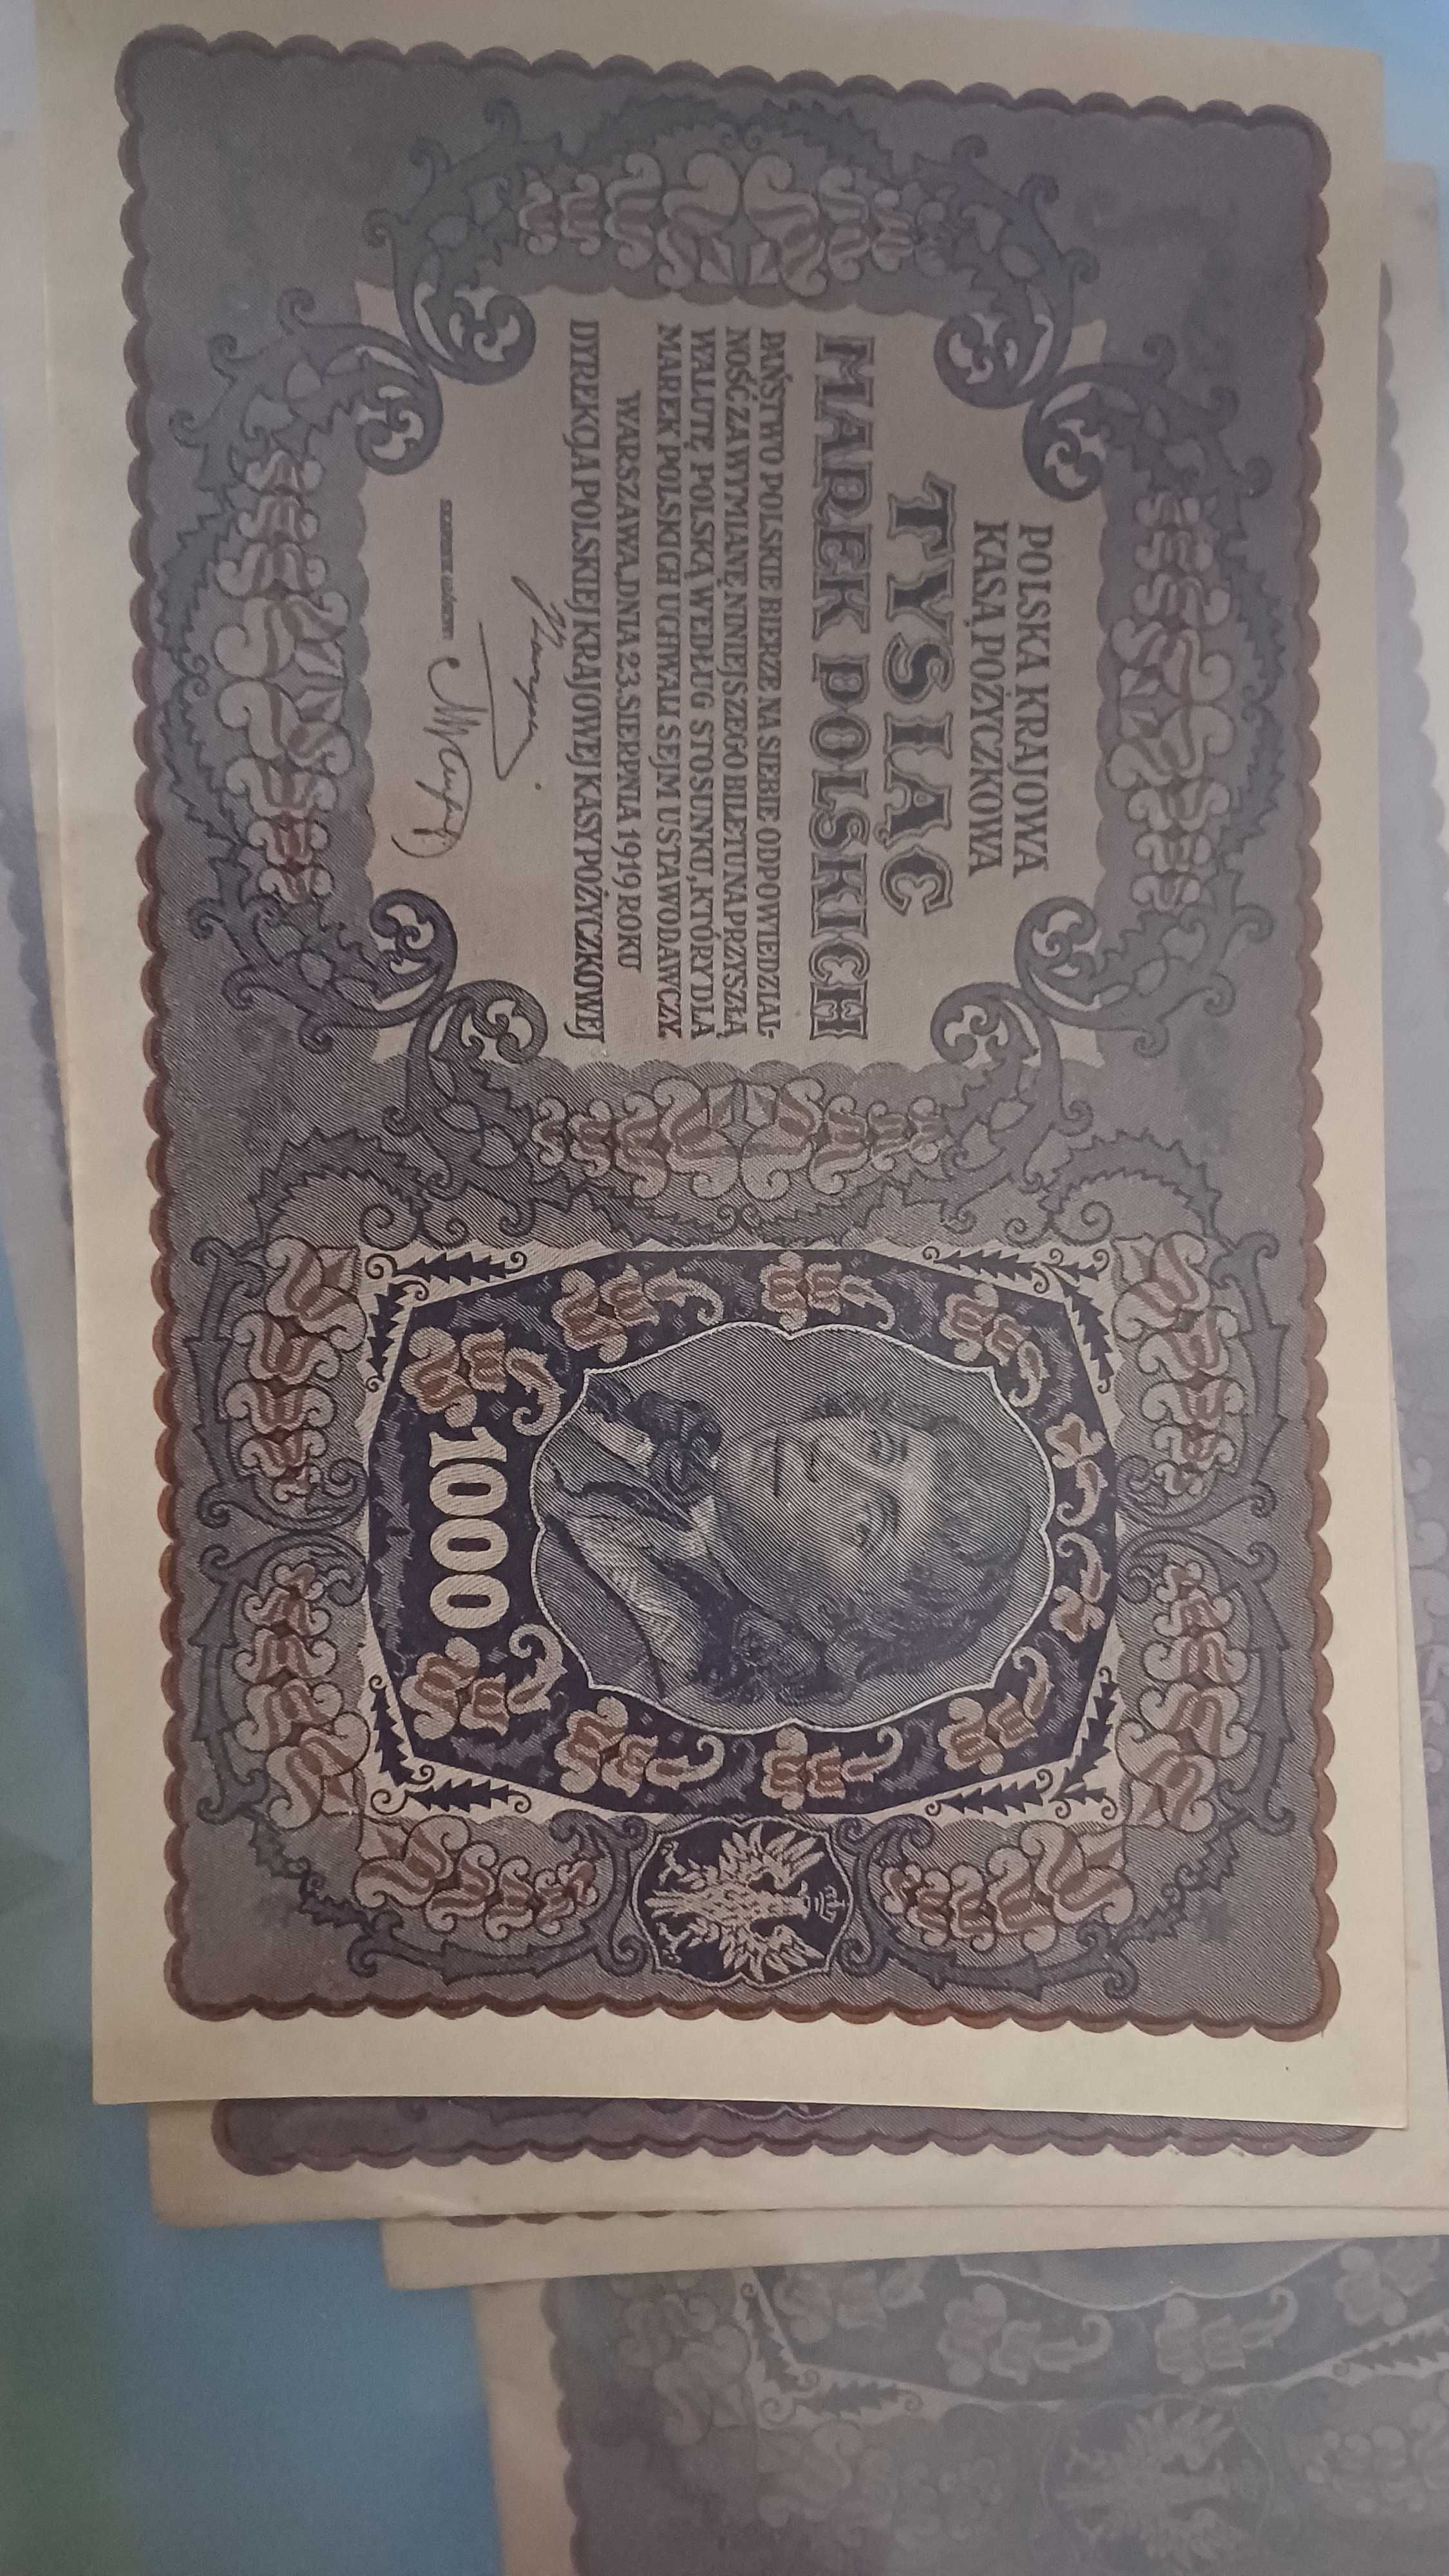 POLSKA KRAJOWA
KASA POŻYCZKOWA
TYSIĄC
MAREK POLSKICH
PAŃSTWO POLSKIE BIERZE NA SIEBIE ODPOWIEDZIAL-
NOŚĆ ZA WYMIANĘ NINIEJSZEGO BILETU NA PRZYSZŁĄ
WALUTĘ POLSKĄ WEDŁUG STOSUNKU, KTÓRY DLA
MAREK POLSKICH UCHWALI SEJM USTAWODAWCZY.
WARSZAWA, DNIA 23. SIERPNIA 1919 ROKU
DYREKCJA POLSKIEJ KRAJOWEJ KASY POŻYCZKOWEJ
1000